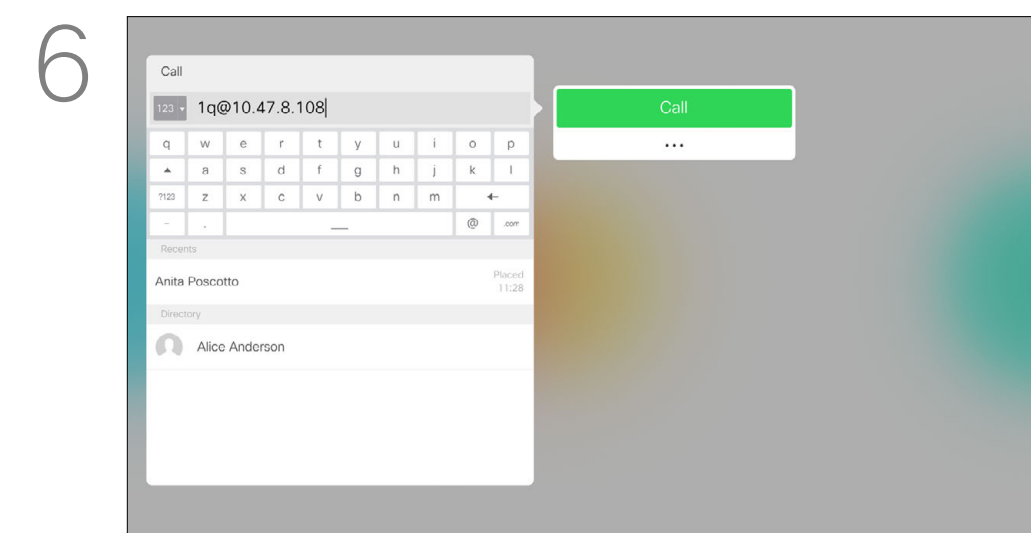 6
Call
123
1q@10.47.8.108
Call
...
q w e r t y u i o p
a s d f g h j k l
?123 z x c v b n m
- . @ .com
Recents
Anita Poscotto Placed
11:28
Directory
Alice Anderson